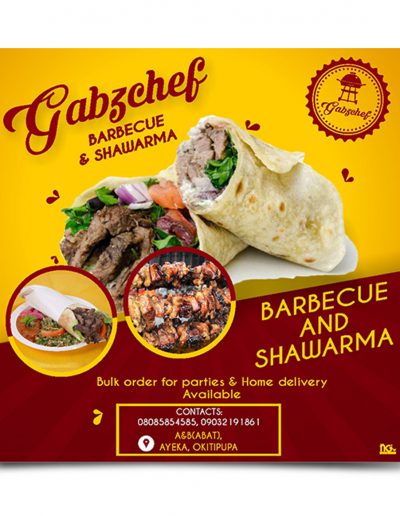 Gabzchef
BARBECUE
& SHAWARMA
Gabzchef
BARBECUE
AND
SHAWARMA
Bulk order for parties & Home delivery
Available
CONTACTS:
08085854585, 09032191861
A&B(ABAT),
AYEKA, OKITIPUPA